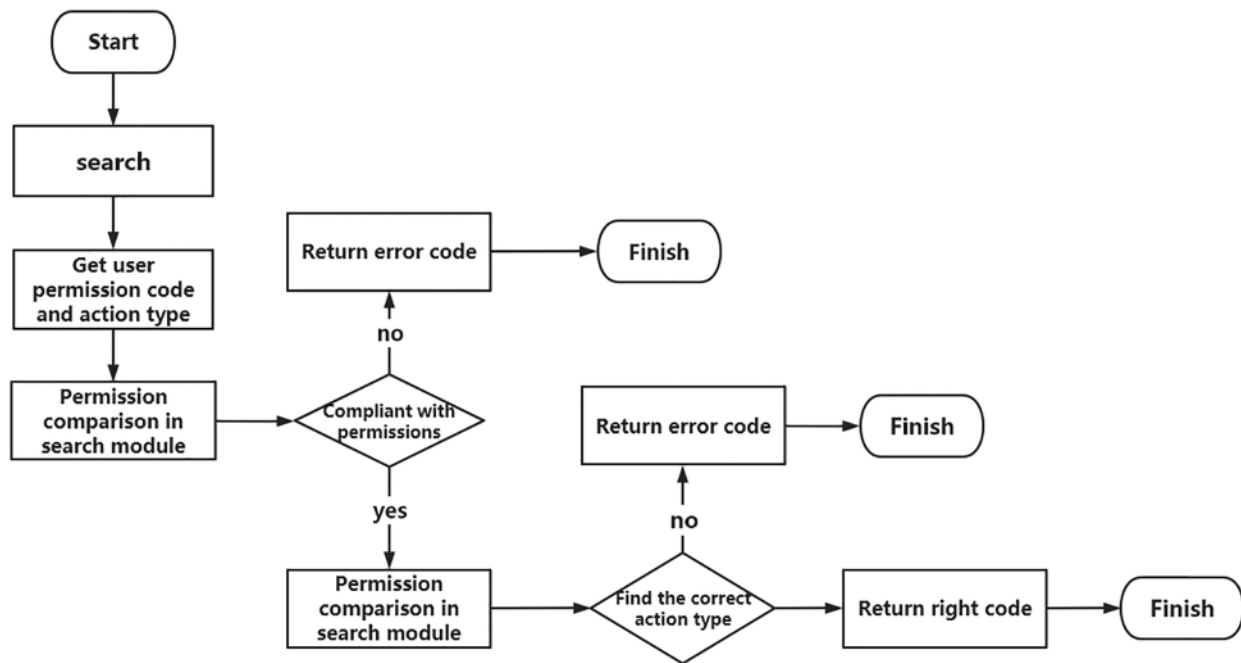 Start
search
Get user
permission code
and action type
Permission
comparison in
search module
Compliant with
permissions
no
Return error code
Finish
yes
Permission
comparison in
search module
Find the correct
action type
no
Return error code
Finish
Return right code
Finish